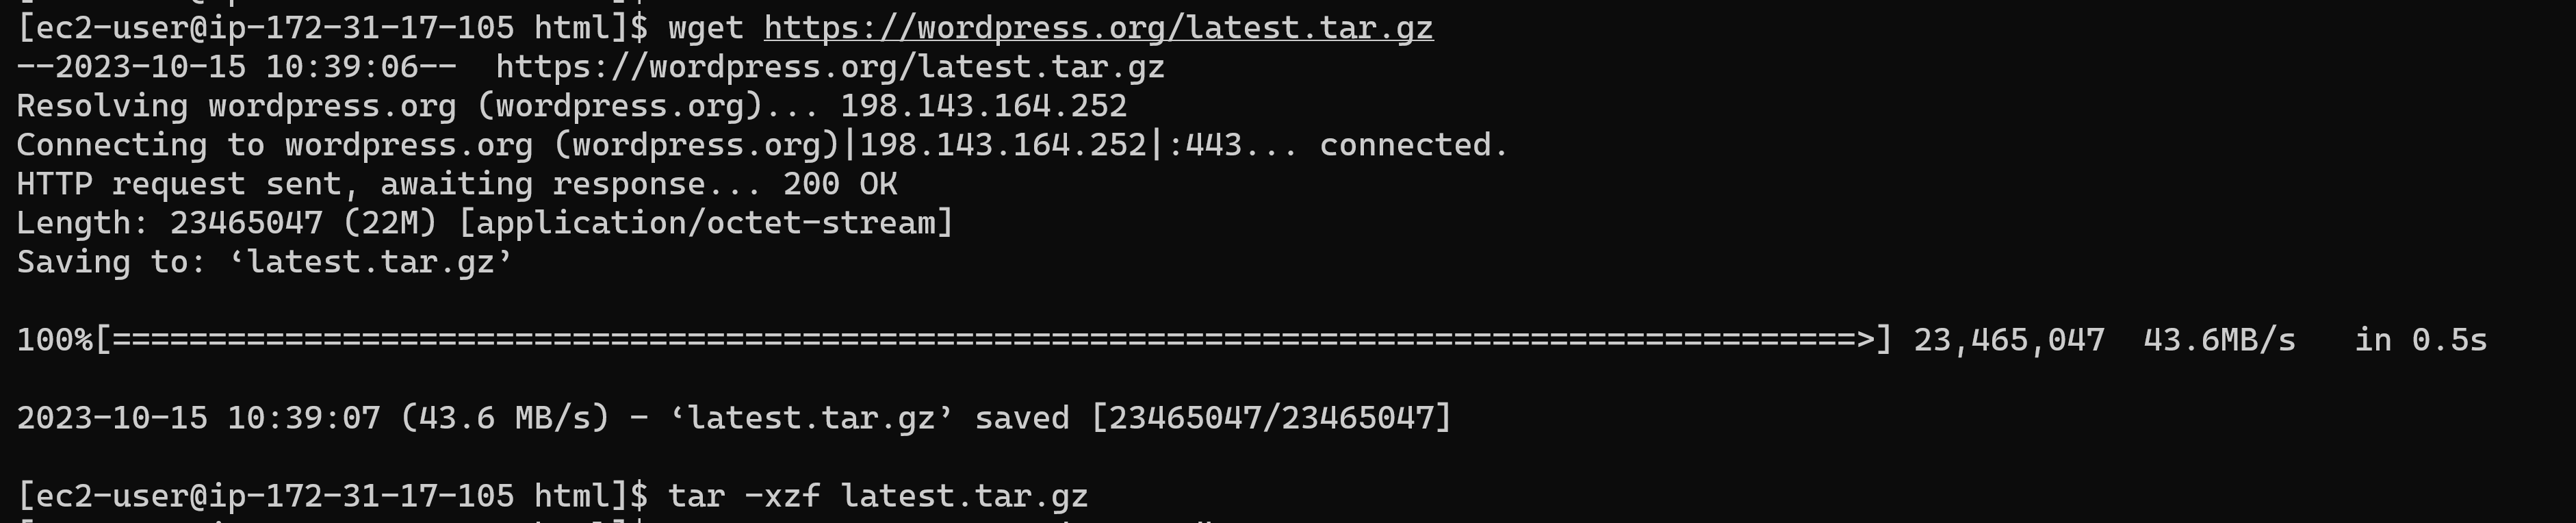 [ec2-user@ip-172-31-17-105 html]$ wget https://wordpress.org/latest.tar.gz
--2023-10-15 10:39:06--  https://wordpress.org/latest.tar.gz
Resolving wordpress.org (wordpress.org)... 198.143.164.252
Connecting to wordpress.org (wordpress.org)|198.143.164.252|:443... connected.
HTTP request sent, awaiting response... 200 OK
Length: 23465047 (22M) [application/octet-stream]
Saving to: ‘latest.tar.gz’
100%[===========================================================================================>] 23,465,047  43.6MB/s   in 0.5s
2023-10-15 10:39:07 (43.6 MB/s) - ‘latest.tar.gz’ saved [23465047/23465047]
[ec2-user@ip-172-31-17-105 html]$ tar -xzf latest.tar.gz